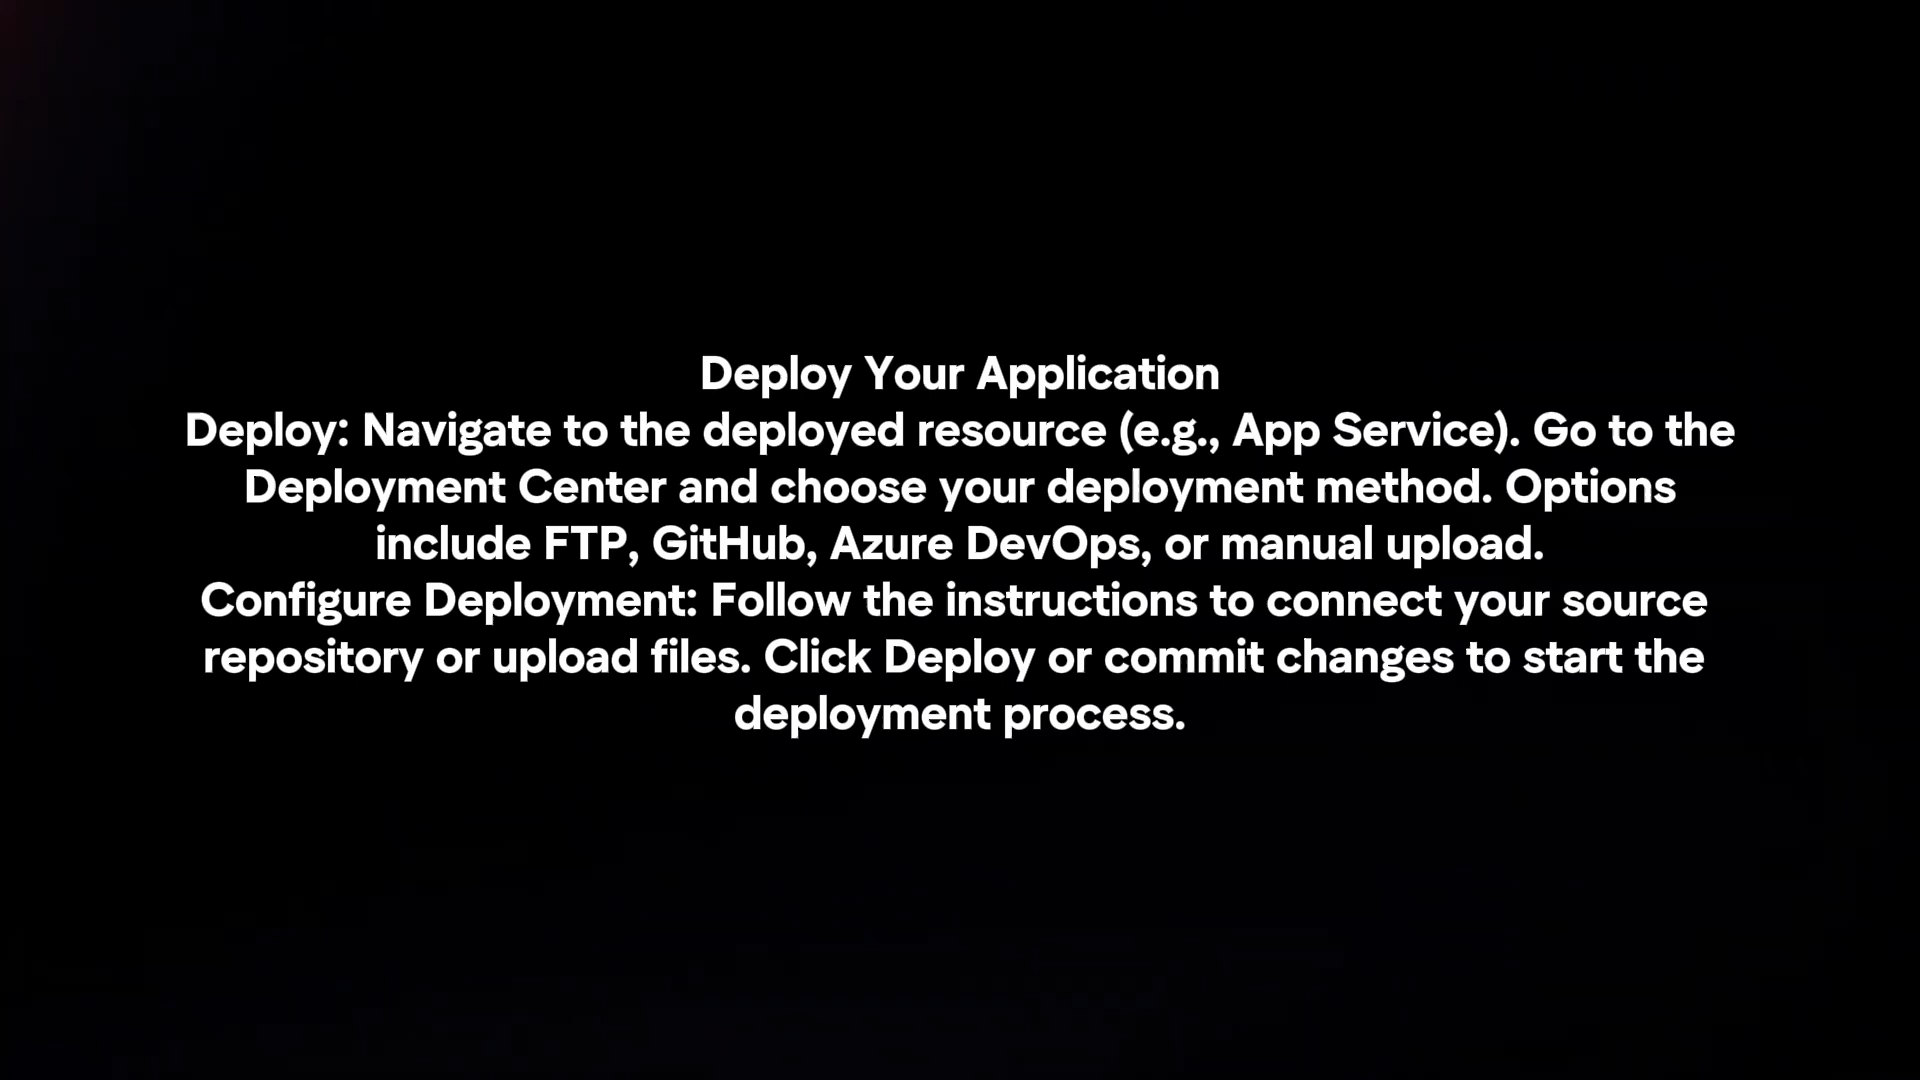 Deploy Your Application
Deploy: Navigate to the deployed resource (e.g., App Service). Go to the
Deployment Center and choose your deployment method. Options
include FTP, GitHub, Azure DevOps, or manual upload.
Configure Deployment: Follow the instructions to connect your source
repository or upload files. Click Deploy or commit changes to start the
deployment process.